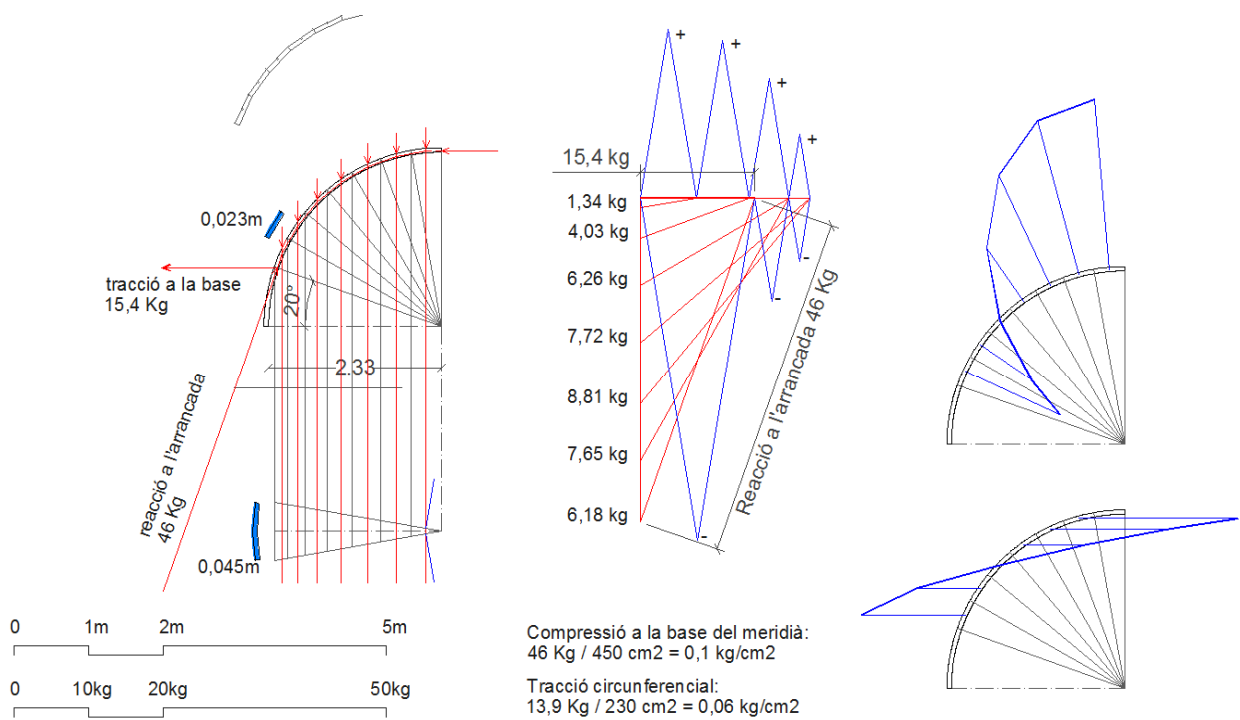 0,023m
tracció a la base
15,4 Kg
20°
2.33
reacció a l'arrancada
46 Kg
0,045m
0
1m
2m
5m
0
10kg
20kg
50kg
+
+
+
+
15,4 kg
1,34 kg
4,03 kg
6,26 kg
7,72 kg
8,81 kg
7,65 kg
6,18 kg
-
-
-
Reacció a l'arrancada 46 Kg
Compressió a la base del meridià:
46 Kg / 450 cm2 = 0,1 kg/cm2
Tracció circunferencial:
13,9 Kg / 230 cm2 = 0,06 kg/cm2